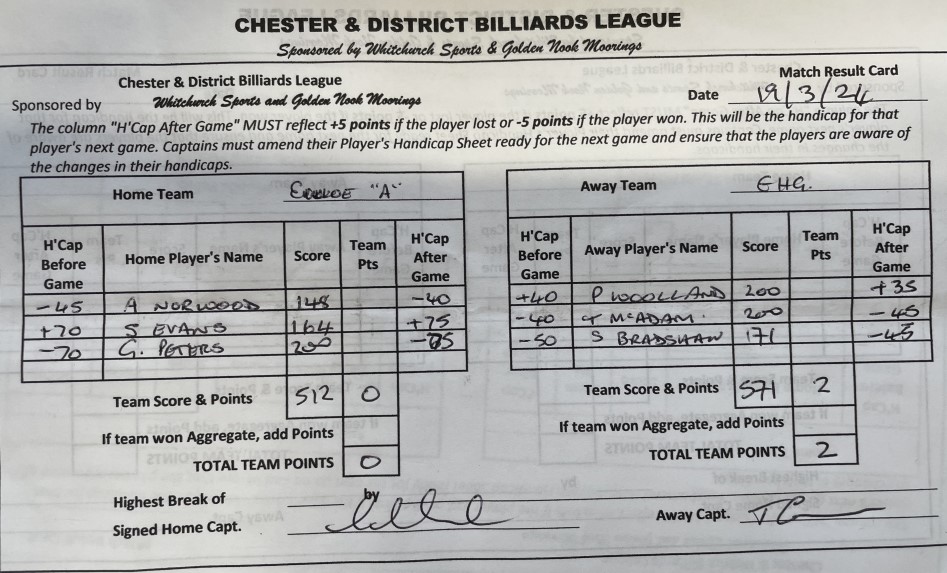 CHESTER & DISTRICT BILLIARDS LEAGUE
Sponsored by Whitchurch Sports & Golden Nook Moorings
Match Result Card
Chester & District Billiards League
Sponsored by Whitchurch Sports and Golden Nook Moorings
Date 19/3/24
The column "H'Cap After Game" MUST reflect +5 points if the player lost or -5 points if the player won. This will be the handicap for that
player's next game. Captains must amend their Player's Handicap Sheet ready for the next game and ensure that the players are aware of
the changes in their handicaps.
Home Team "A"
H'Cap Before Game Home Player's Name Score Team Pts H'Cap After Game
-45 A NORWOOD 148 -40
+70 S EVANS 164 +75
-70 G. PETERS 200
Team Score & Points 512 0
If team won Aggregate, add Points
TOTAL TEAM POINTS 0
Away Team EHG.
H'Cap Before Game Away Player's Name Score Team Pts H'Cap After Game
+40 P WOOLLAND 200 +35
-40 T McADAM. 200 -45
-50 S BRADSHAW 171 -45
Team Score & Points 571 2
If team won Aggregate, add Points
TOTAL TEAM POINTS 2
Highest Break of by
Signed Home Capt.
Away Capt.